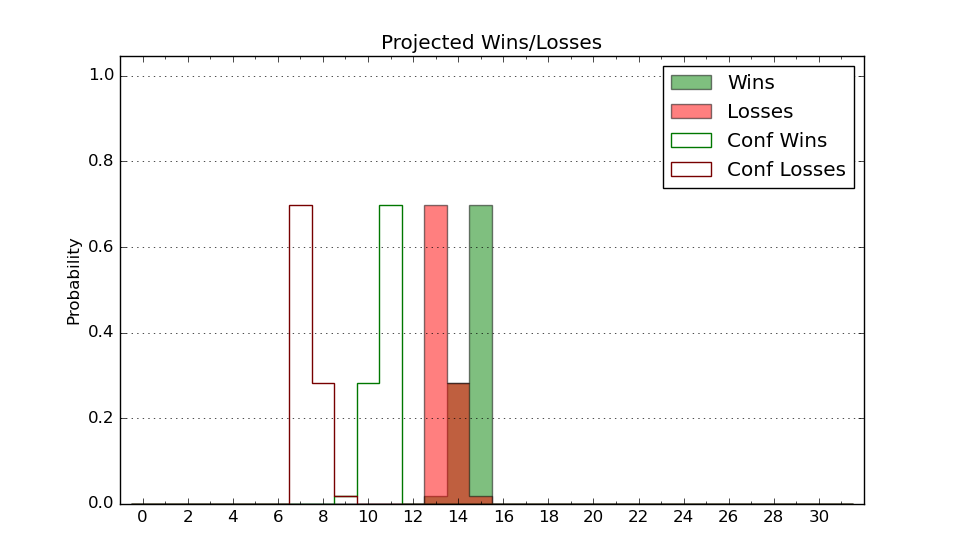 Projected Wins/Losses
1.0
0.8
0.6
0.4
0.2
0.0
Probability
Wins
Losses
Conf Wins
Conf Losses
0 2 4 6 8 10 12 14 16 18 20 22 24 26 28 30